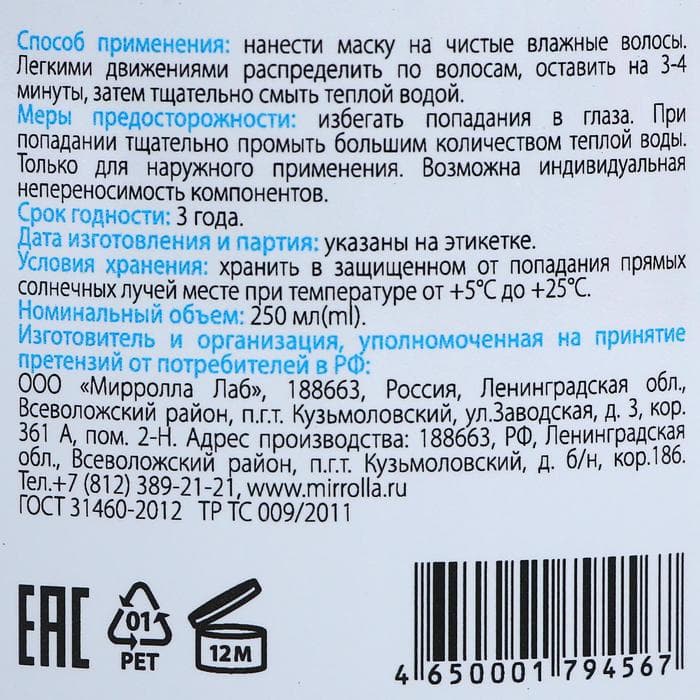 Способ применения: нанести маску на чистые влажные волосы.
Легкими движениями распределить по волосам, оставить на 3-4
минуты, затем тщательно смыть теплой водой.
Меры предосторожности: избегать попадания в глаза. При
попадании тщательно промыть большим количеством теплой воды.
Только для наружного применения. Возможна индивидуальная
непереносимость компонентов.
Срок годности: 3 года.
Дата изготовления и партия: указаны на этикетке.
Условия хранения: хранить в защищенном от попадания прямых
солнечных лучей месте при температуре от +5°С до +25°С.
Номинальный объем: 250 мл(ml).
Изготовитель и организация, уполномоченная на принятие
претензий от потребителей в РФ:
ООО «Мирролла Лаб», 188663, Россия, Ленинградская обл.,
Всеволожский район, п.г.т. Кузьмоловский, ул.Заводская, д. 3, кор.
361 А, пом. 2-Н. Адрес производства: 188663, РФ, Ленинградская
обл., Всеволожский район, п.г.т. Кузьмоловский, д. б/н, кор.186.
Тел.+7 (812) 389-21-21, www.mirrolla.ru
ГОСТ 31460-2012 ТР ТС 009/2011
EAC
01
PET
12M
4 650001 794567